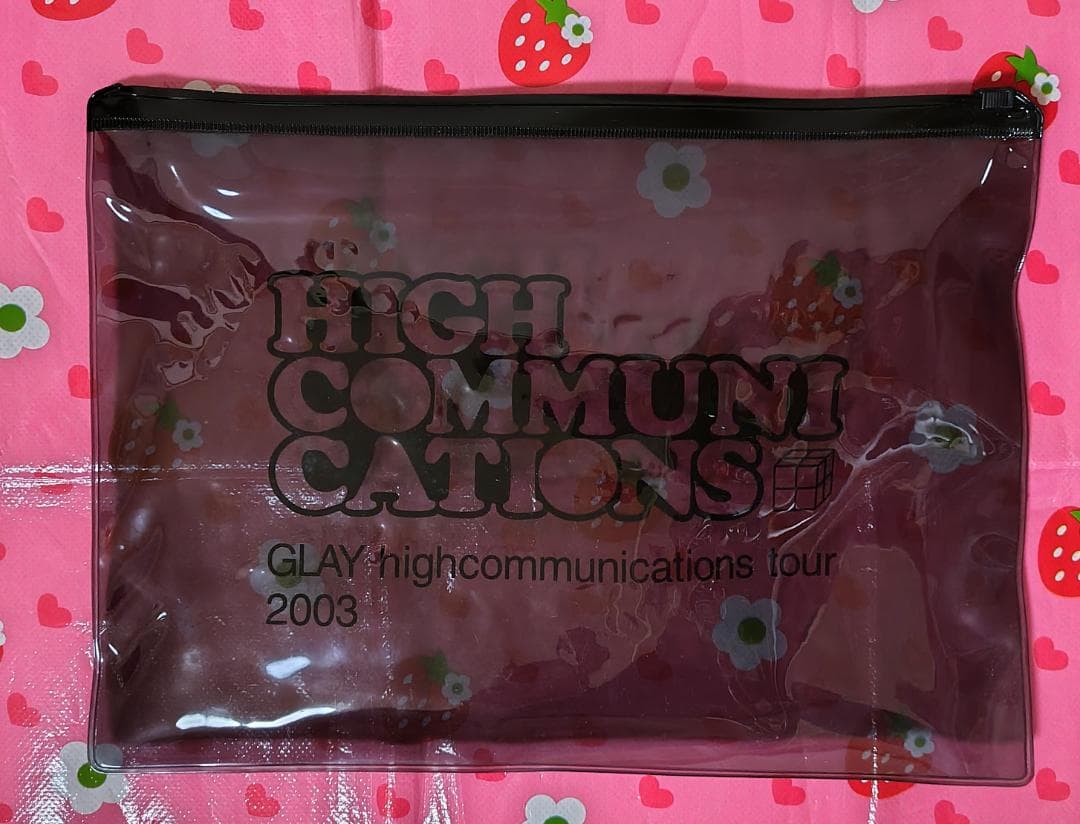 HIGH
COMMUNI
CATIONS
GLAY highcommunications tour
2003